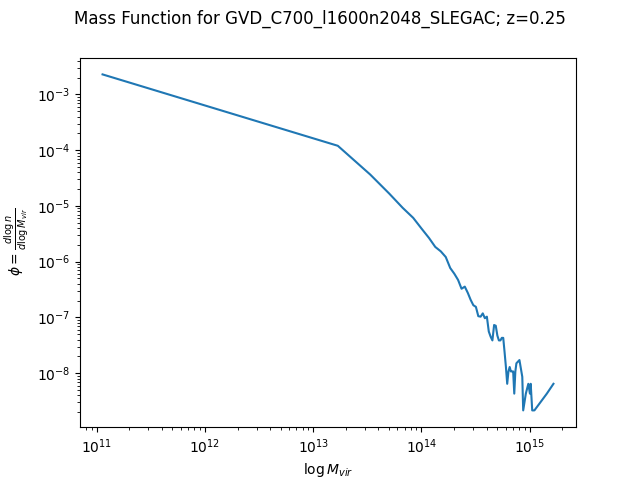 Mass Function for GVD_C700_l1600n2048_SLEGAC; z=0.25
10⁻³
10⁻⁴
10⁻⁵
10⁻⁶
10⁻⁷
10⁻⁸
ϕ = d log n / d log M_vir
10¹¹ 10¹² 10¹³ 10¹⁴ 10¹⁵
log M_vir